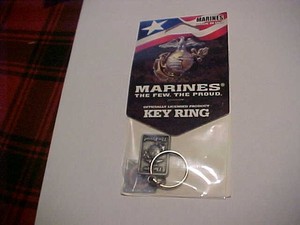 MARINES
MARINES®
THE FEW. THE PROUD.
OFFICIALLY LICENSED PRODUCT
KEY RING